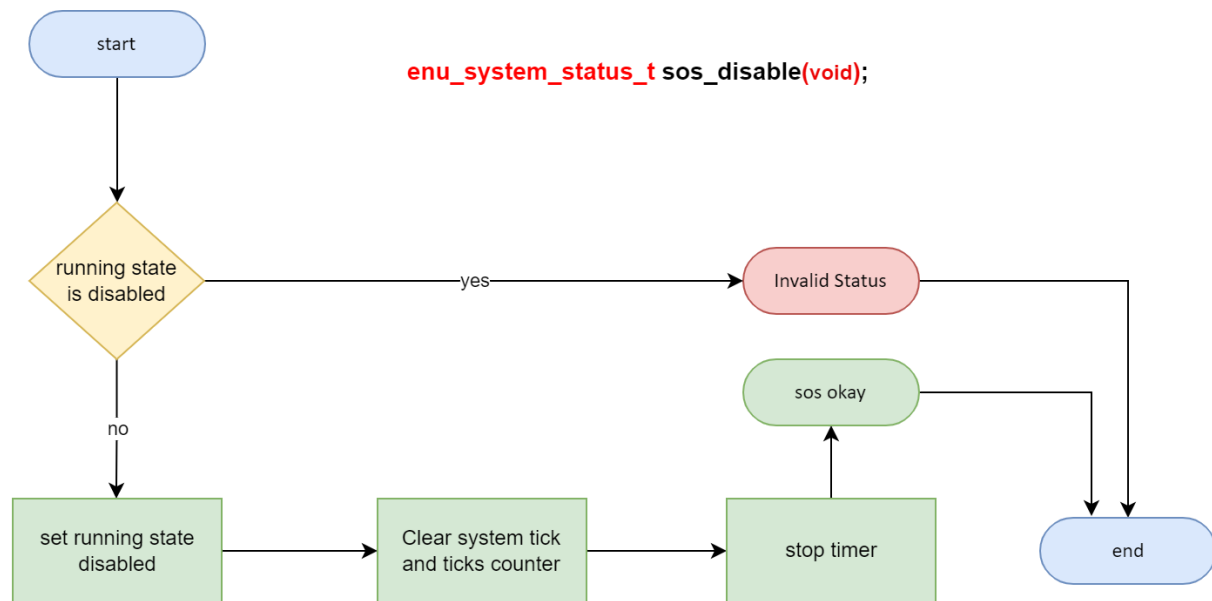 start
enu_system_status_t sos_disable(void);
running state
is disabled
yes
Invalid Status
sos okay
no
set running state
disabled
Clear system tick
and ticks counter
stop timer
end